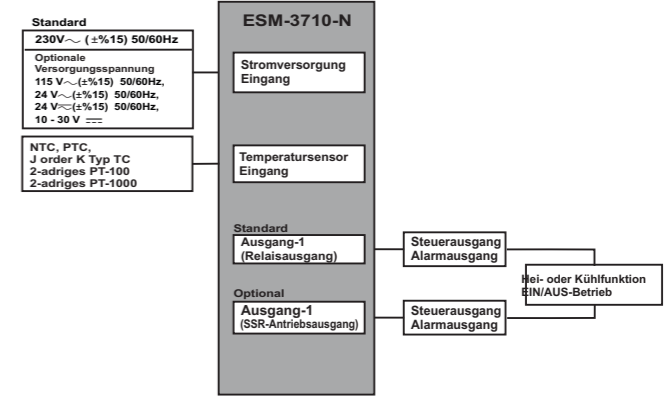 ESM-3710-N
Standard
230V～ (±%15) 50/60Hz
Optionale
Versorgungsspannung
115 V～(±%15) 50/60Hz,
24 V～(±%15) 50/60Hz,
24 V⏦(±%15) 50/60Hz,
10 - 30 V ⎓
Stromversorgung
Eingang
NTC, PTC,
J order K Typ TC
2-adriges PT-100
2-adriges PT-1000
Temperatursensor
Eingang
Standard
Ausgang-1
(Relaisausgang)
Steuerausgang
Alarmausgang
Hei- oder Kühlfunktion
EIN/AUS-Betrieb
Optional
Ausgang-1
(SSR-Antriebsausgang)
Steuerausgang
Alarmausgang